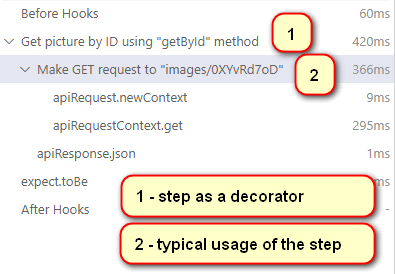 Before Hooks 60ms
Get picture by ID using "getById" method 1 420ms
Make GET request to "images/0XYvRd7oD" 2 366ms
apiRequest.newContext 9ms
apiRequestContext.get 295ms
apiResponse.json 1ms
expect.toBe ms
1 - step as a decorator
After Hooks -
2 - typical usage of the step